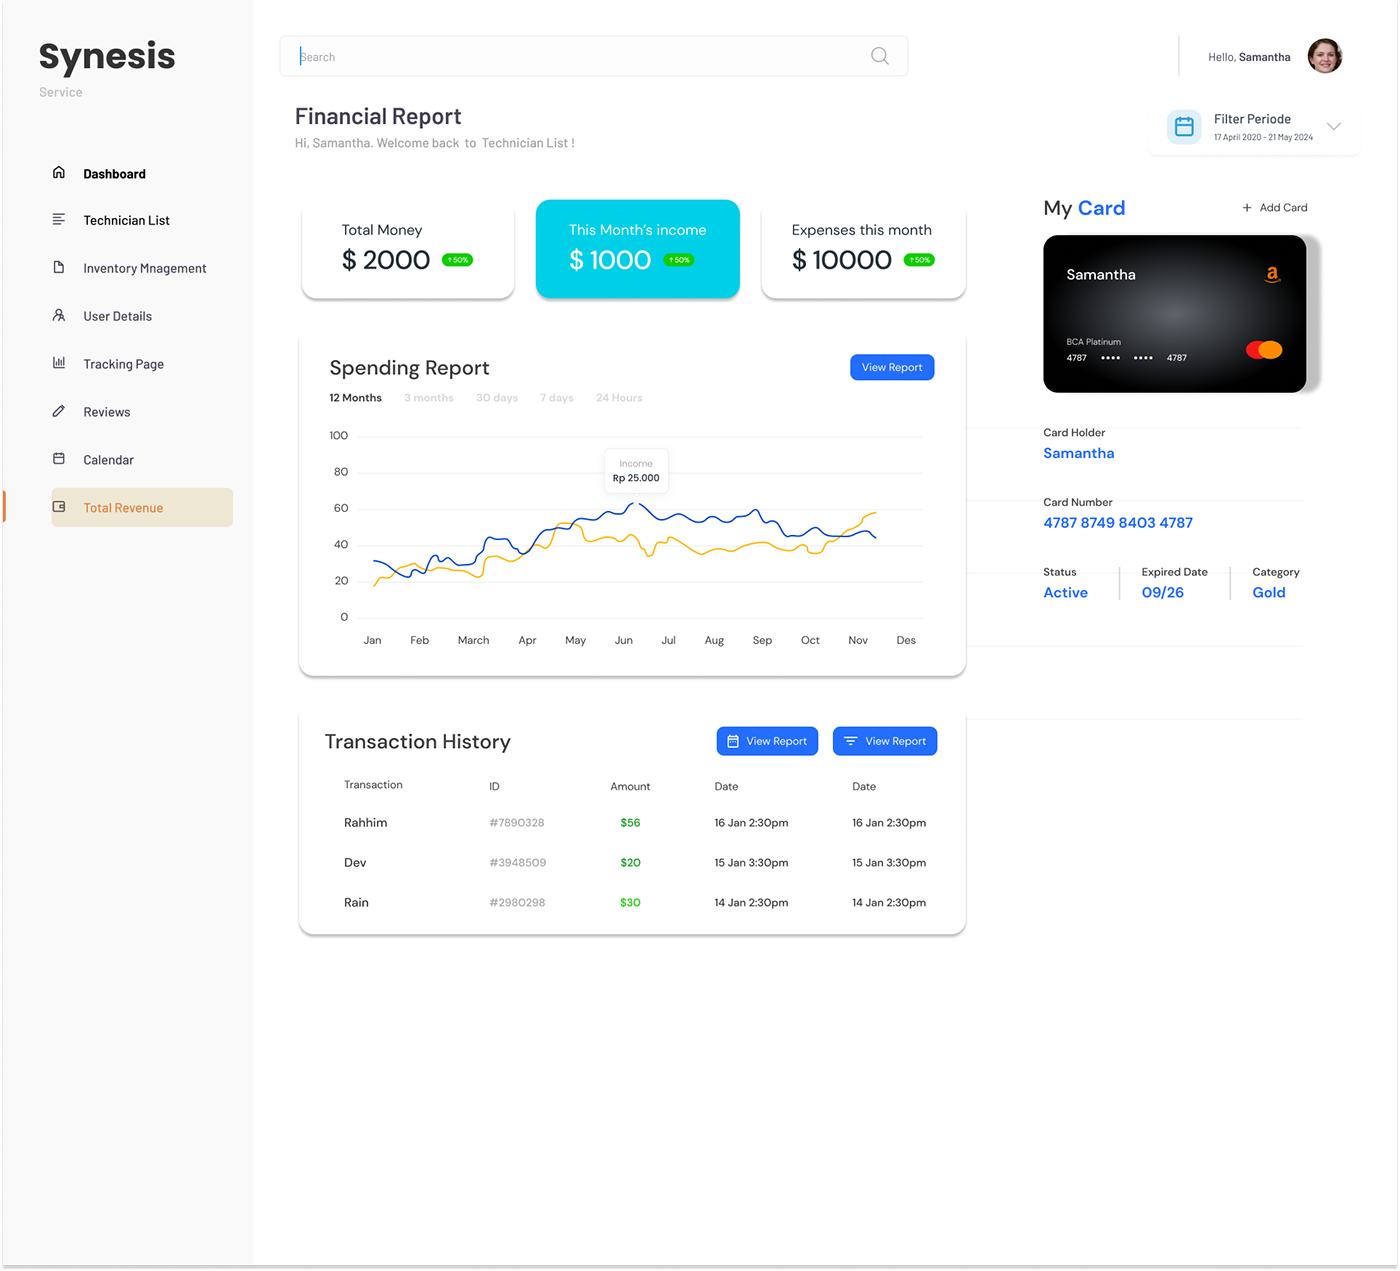 Synesis
Service
Dashboard
Technician List
Inventory Mnagement
User Details
Tracking Page
Reviews
Calendar
Total Revenue
Search
Hello, Samantha
Financial Report
Hi, Samantha. Welcome back to Technician List !
Filter Periode
17 April 2020 - 21 May 2024
Total Money
$ 2000 ↑50%
This Month's income
$ 1000 ↑50%
Expenses this month
$ 10000 ↑50%
Spending Report
View Report
12 Months 3 months 30 days 7 days 24 Hours
100
80
60
40
20
0
Income
Rp 25.000
Jan Feb March Apr May Jun Jul Aug Sep Oct Nov Des
Transaction History
View Report View Report
Transaction ID Amount Date Date
Rahhim #7890328 $56 16 Jan 2:30pm 16 Jan 2:30pm
Dev #3948509 $20 15 Jan 3:30pm 15 Jan 3:30pm
Rain #2980298 $30 14 Jan 2:30pm 14 Jan 2:30pm
My Card
+ Add Card
Samantha
a
BCA Platinum
4787 •••• •••• 4787
Card Holder
Samantha
Card Number
4787 8749 8403 4787
Status Expired Date Category
Active 09/26 Gold